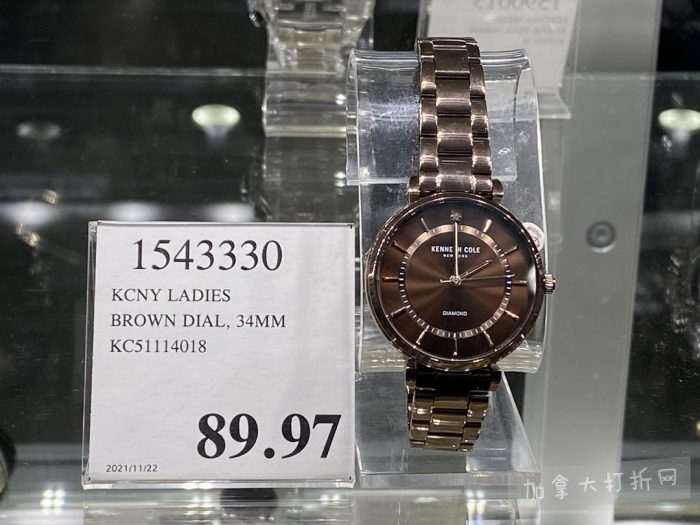 1543330
KCNY LADIES
BROWN DIAL, 34MM
KC51114018
89.97
2021/11/22
KENNETH COLE
NEW YORK
DIAMOND
加拿大打折网